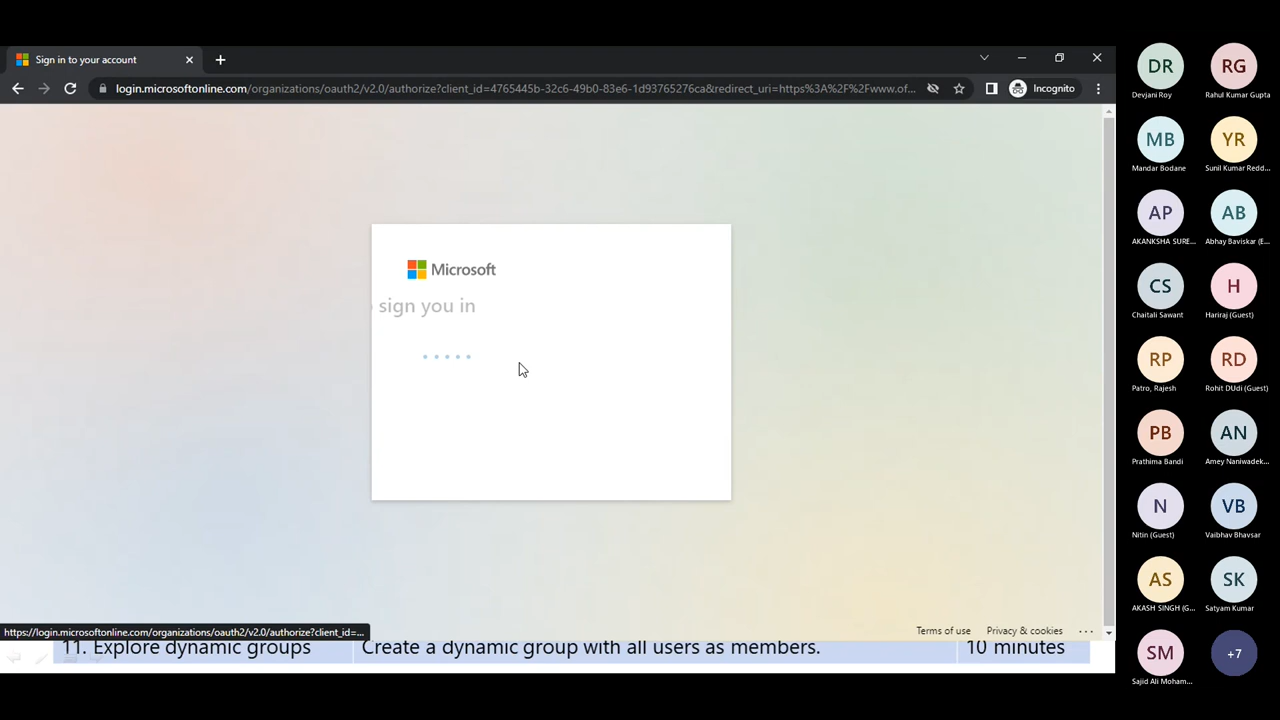 Sign in to your account
login.microsoftonline.com/organizations/oauth2/v2.0/authorize?client_id=4765445b-32c6-49b0-83e6-1d93765276ca&redirect_uri=https%3A%2F%2Fwww.of...
Incognito
Microsoft
sign you in
Terms of use
Privacy & cookies
https://login.microsoftonline.com/organizations/oauth2/v2.0/authorize?client_id=...
11. Explore dynamic groups
Create a dynamic group with all users as members.
10 minutes
DR
RG
Devjani Roy
Rahul Kumar Gupta
MB
YR
Mandar Bodane
Sunil Kumar Redd...
AP
AB
AKANKSHA SURE...
Abhay Baviskar (E...
CS
H
Chaitali Sawant
Hariraj (Guest)
RP
RD
Patro, Rajesh
Rohit DUdi (Guest)
PB
AN
Prathima Bandi
Amey Naniwadek...
N
VB
Nitin (Guest)
Vaibhav Bhavsar
AS
SK
AKASH SINGH (G...
Satyam Kumar
SM
+7
Sajid Ali Moham...